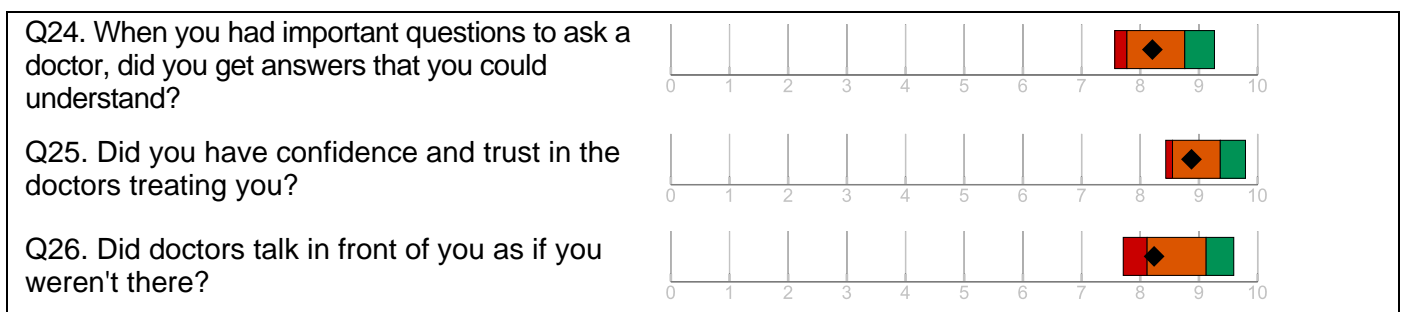 Q24. When you had important questions to ask a
doctor, did you get answers that you could
understand?
0 1 2 3 4 5 6 7 8 9 10
Q25. Did you have confidence and trust in the
doctors treating you?
0 1 2 3 4 5 6 7 8 9 10
Q26. Did doctors talk in front of you as if you
weren't there?
0 1 2 3 4 5 6 7 8 9 10